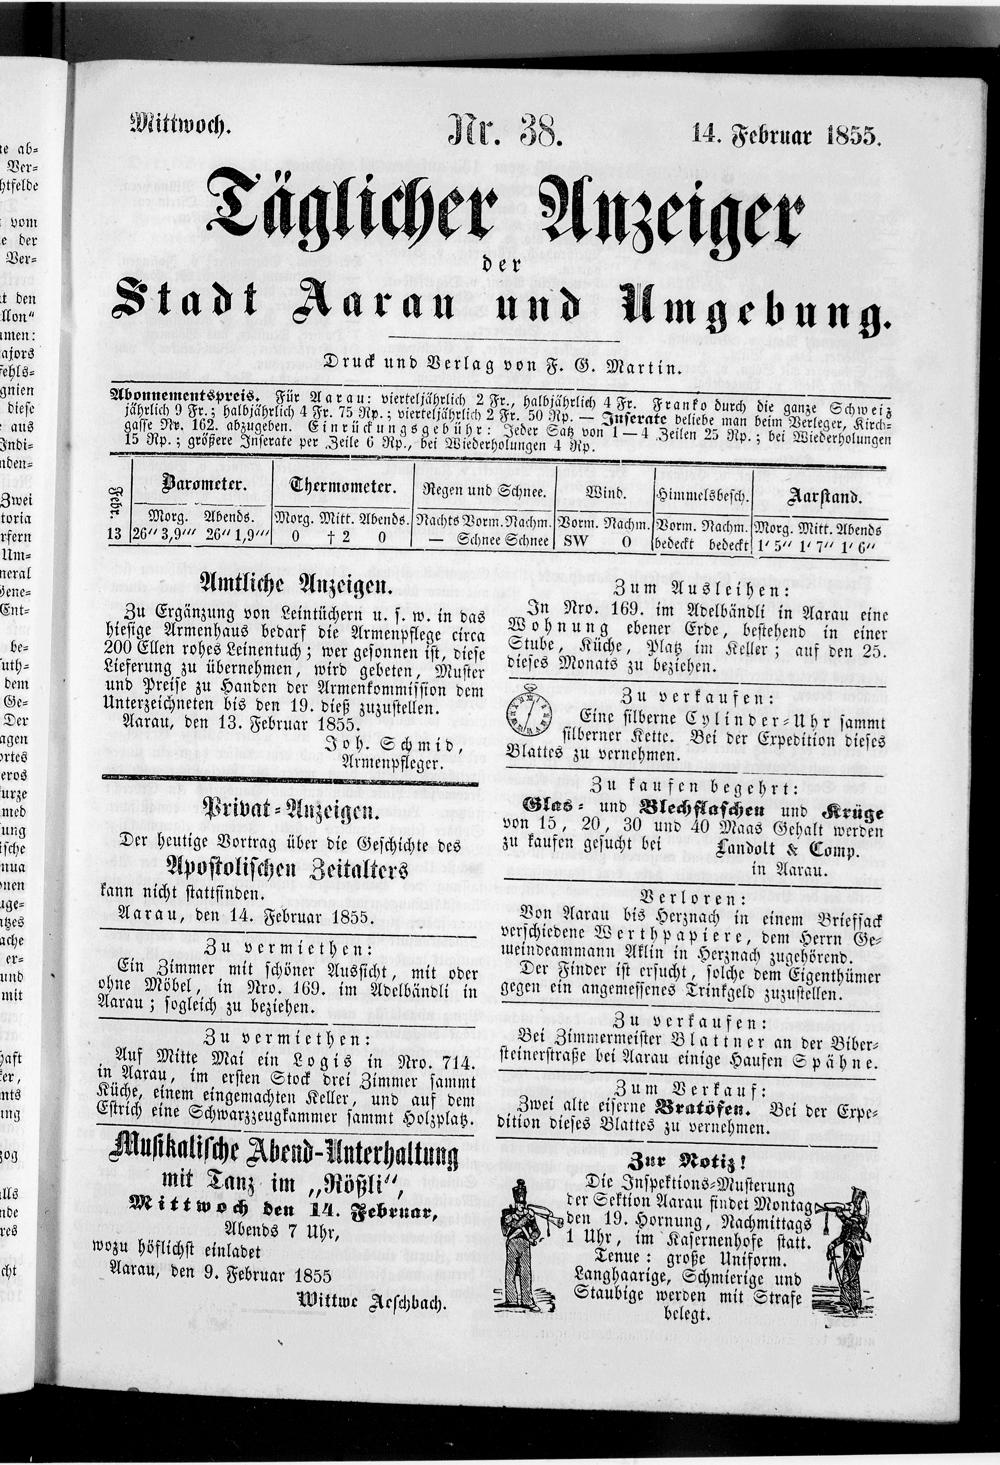 Mittwoch.
Nr. 38.
14. Februar 1855.
Täglicher Anzeiger
der
Stadt Aarau und Umgebung.
Druck und Verlag von F. G. Martin.
Abonnementspreis. Für Aarau: vierteljährlich 2 Fr., halbjährlich 4 Fr. Franko durch die ganze Schweiz
jährlich 9 Fr.; halbjährlich 4 Fr. 75 Rp.; vierteljährlich 2 Fr. 50 Rp. — Inserate beliebe man beim Verleger, Kirch-
gasse Nr. 162. abzugeben. Einrückungsgebühr: Jeder Satz von 1—4 Zeilen 25 Rp.; bei Wiederholungen
15 Rp.; größere Inserate per Zeile 6 Rp., bei Wiederholungen 4 Rp.
Febr. Barometer. Thermometer. Regen und Schnee. Wind. Himmelsbesch. Aarstand.
Morg. Abends. Morg. Mitt. Abends. Nachts Vorm. Nachm. Vorm. Nachm. Vorm. Nachm. Morg. Mitt. Abends
13 26" 3,9''' 26" 1,9''' 0 † 2 0 — Schnee Schnee SW O bedeckt bedeckt 1' 5" 1' 7" 1' 6"
Amtliche Anzeigen.
Zu Ergänzung von Leintüchern u. s. w. in das
hiesige Armenhaus bedarf die Armenpflege circa
200 Ellen rohes Leinentuch; wer gesonnen ist, diese
Lieferung zu übernehmen, wird gebeten, Muster
und Preise zu Handen der Armenkommission dem
Unterzeichneten bis den 19. dieß zuzustellen.
Aarau, den 13. Februar 1855.
Joh. Schmid,
Armenpfleger.
Privat-Anzeigen.
Der heutige Vortrag über die Geschichte des
Apostolischen Zeitalters
kann nicht stattfinden.
Aarau, den 14. Februar 1855.
Zu vermiethen:
Ein Zimmer mit schöner Aussicht, mit oder
ohne Möbel, in Nro. 169. im Adelbändli in
Aarau; sogleich zu beziehen.
Zu vermiethen:
Auf Mitte Mai ein Logis in Nro. 714.
in Aarau, im ersten Stock drei Zimmer sammt
Küche, einem eingemachten Keller, und auf dem
Estrich eine Schwarzzeugkammer sammt Holzplatz.
Musikalische Abend-Unterhaltung
mit Tanz im „Rößli“,
Mittwoch den 14. Februar,
Abends 7 Uhr,
wozu höflichst einladet
Aarau, den 9. Februar 1855
Wittwe Aeschbach.
Zum Ausleihen:
In Nro. 169. im Adelbändli in Aarau eine
Wohnung ebener Erde, bestehend in einer
Stube, Küche, Platz im Keller; auf den 25.
dieses Monats zu beziehen.
Zu verkaufen:
Eine silberne Cylinder-Uhr sammt
silberner Kette. Bei der Expedition dieses
Blattes zu vernehmen.
Zu kaufen begehrt:
Glas- und Blechflaschen und Krüge
von 15, 20, 30 und 40 Maas Gehalt werden
zu kaufen gesucht bei Landolt & Comp.
in Aarau.
Verloren:
Von Aarau bis Herznach in einem Briefsack
verschiedene Werthpapiere, dem Herrn Ge-
meindeammann Aklin in Herznach zugehörend.
Der Finder ist ersucht, solche dem Eigenthümer
gegen ein angemessenes Trinkgeld zuzustellen.
Zu verkaufen:
Bei Zimmermeister Blattner an der Biber-
steinerstraße bei Aarau einige Haufen Spähne.
Zum Verkauf:
Zwei alte eiserne Bratöfen. Bei der Expe-
dition dieses Blattes zu vernehmen.
Zur Notiz!
Die Inspektions-Musterung
der Sektion Aarau findet Montag
den 19. Hornung, Nachmittags
1 Uhr, im Kasernenhofe statt.
Tenue: große Uniform.
Langhaarige, Schmierige und
Staubige werden mit Strafe
belegt.